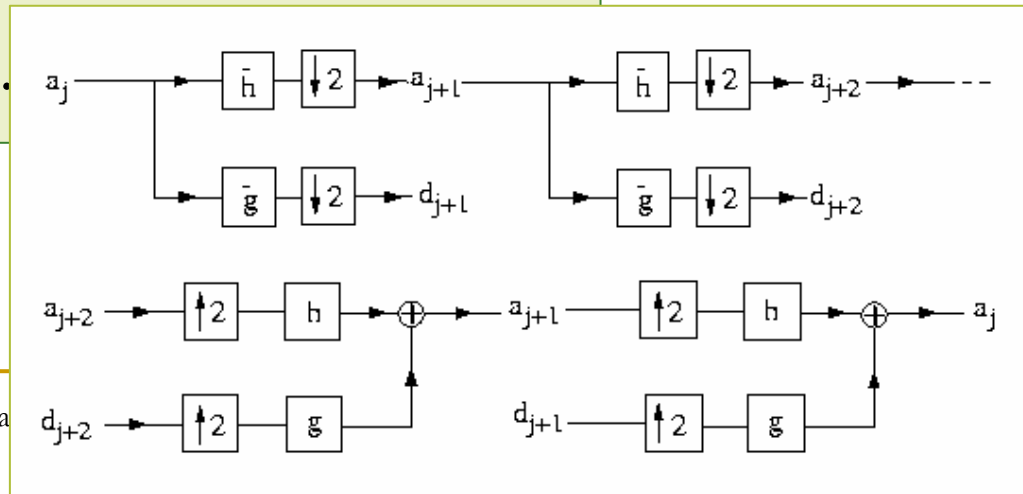 a_j h̄ ↓2 a_{j+1} h̄ ↓2 a_{j+2}
ḡ ↓2 d_{j+1} ḡ ↓2 d_{j+2}
a_{j+2} ↑2 h a_{j+1} ↑2 h a_j
d_{j+2} ↑2 g d_{j+1} ↑2 g